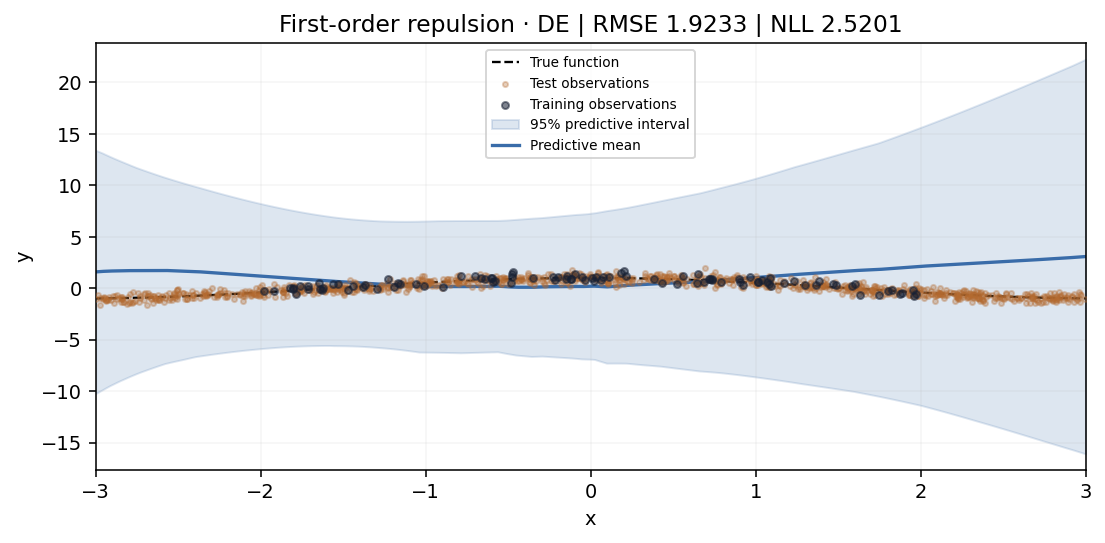 First-order repulsion · DE | RMSE 1.9233 | NLL 2.5201
True function
Test observations
Training observations
95% predictive interval
Predictive mean
y
20
15
10
5
0
−5
−10
−15
−3
−2
−1
0
1
2
3
x